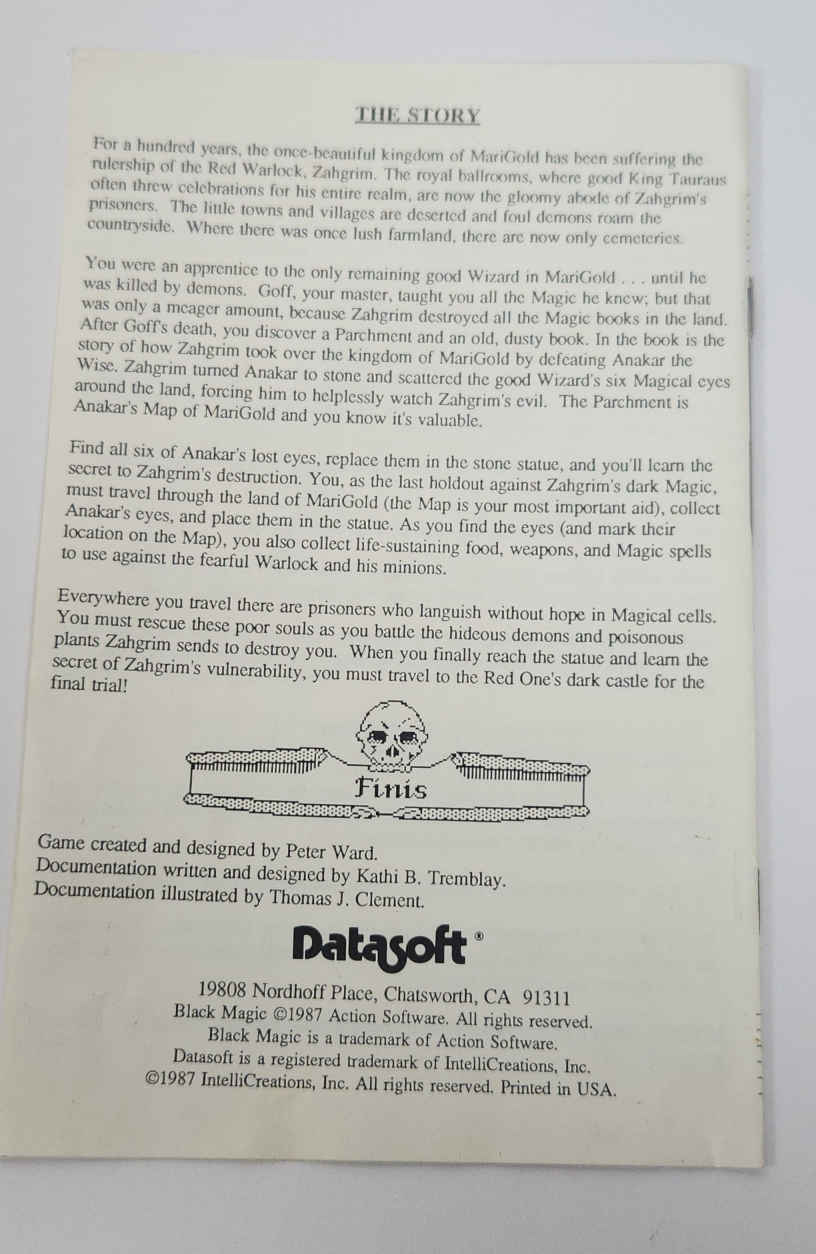 THE STORY
For a hundred years, the once-beautiful kingdom of MariGold has been suffering the
rulership of the Red Warlock, Zahgrim. The royal ballrooms, where good King Tauraus
often threw celebrations for his entire realm, are now the gloomy abode of Zahgrim's
prisoners. The little towns and villages are deserted and foul demons roam the
countryside. Where there was once lush farmland, there are now only cemeteries.
You were an apprentice to the only remaining good Wizard in MariGold . . . until he
was killed by demons. Goff, your master, taught you all the Magic he knew; but that
was only a meager amount, because Zahgrim destroyed all the Magic books in the land.
After Goff's death, you discover a Parchment and an old, dusty book. In the book is the
story of how Zahgrim took over the kingdom of MariGold by defeating Anakar the
Wise. Zahgrim turned Anakar to stone and scattered the good Wizard's six Magical eyes
around the land, forcing him to helplessly watch Zahgrim's evil. The Parchment is
Anakar's Map of MariGold and you know it's valuable.
Find all six of Anakar's lost eyes, replace them in the stone statue, and you'll learn the
secret to Zahgrim's destruction. You, as the last holdout against Zahgrim's dark Magic,
must travel through the land of MariGold (the Map is your most important aid), collect
Anakar's eyes, and place them in the statue. As you find the eyes (and mark their
location on the Map), you also collect life-sustaining food, weapons, and Magic spells
to use against the fearful Warlock and his minions.
Everywhere you travel there are prisoners who languish without hope in Magical cells.
You must rescue these poor souls as you battle the hideous demons and poisonous
plants Zahgrim sends to destroy you. When you finally reach the statue and learn the
secret of Zahgrim's vulnerability, you must travel to the Red One's dark castle for the
final trial!
Finis
Game created and designed by Peter Ward.
Documentation written and designed by Kathi B. Tremblay.
Documentation illustrated by Thomas J. Clement.
Datasoft ®
19808 Nordhoff Place, Chatsworth, CA 91311
Black Magic ©1987 Action Software. All rights reserved.
Black Magic is a trademark of Action Software.
Datasoft is a registered trademark of IntelliCreations, Inc.
©1987 IntelliCreations, Inc. All rights reserved. Printed in USA.